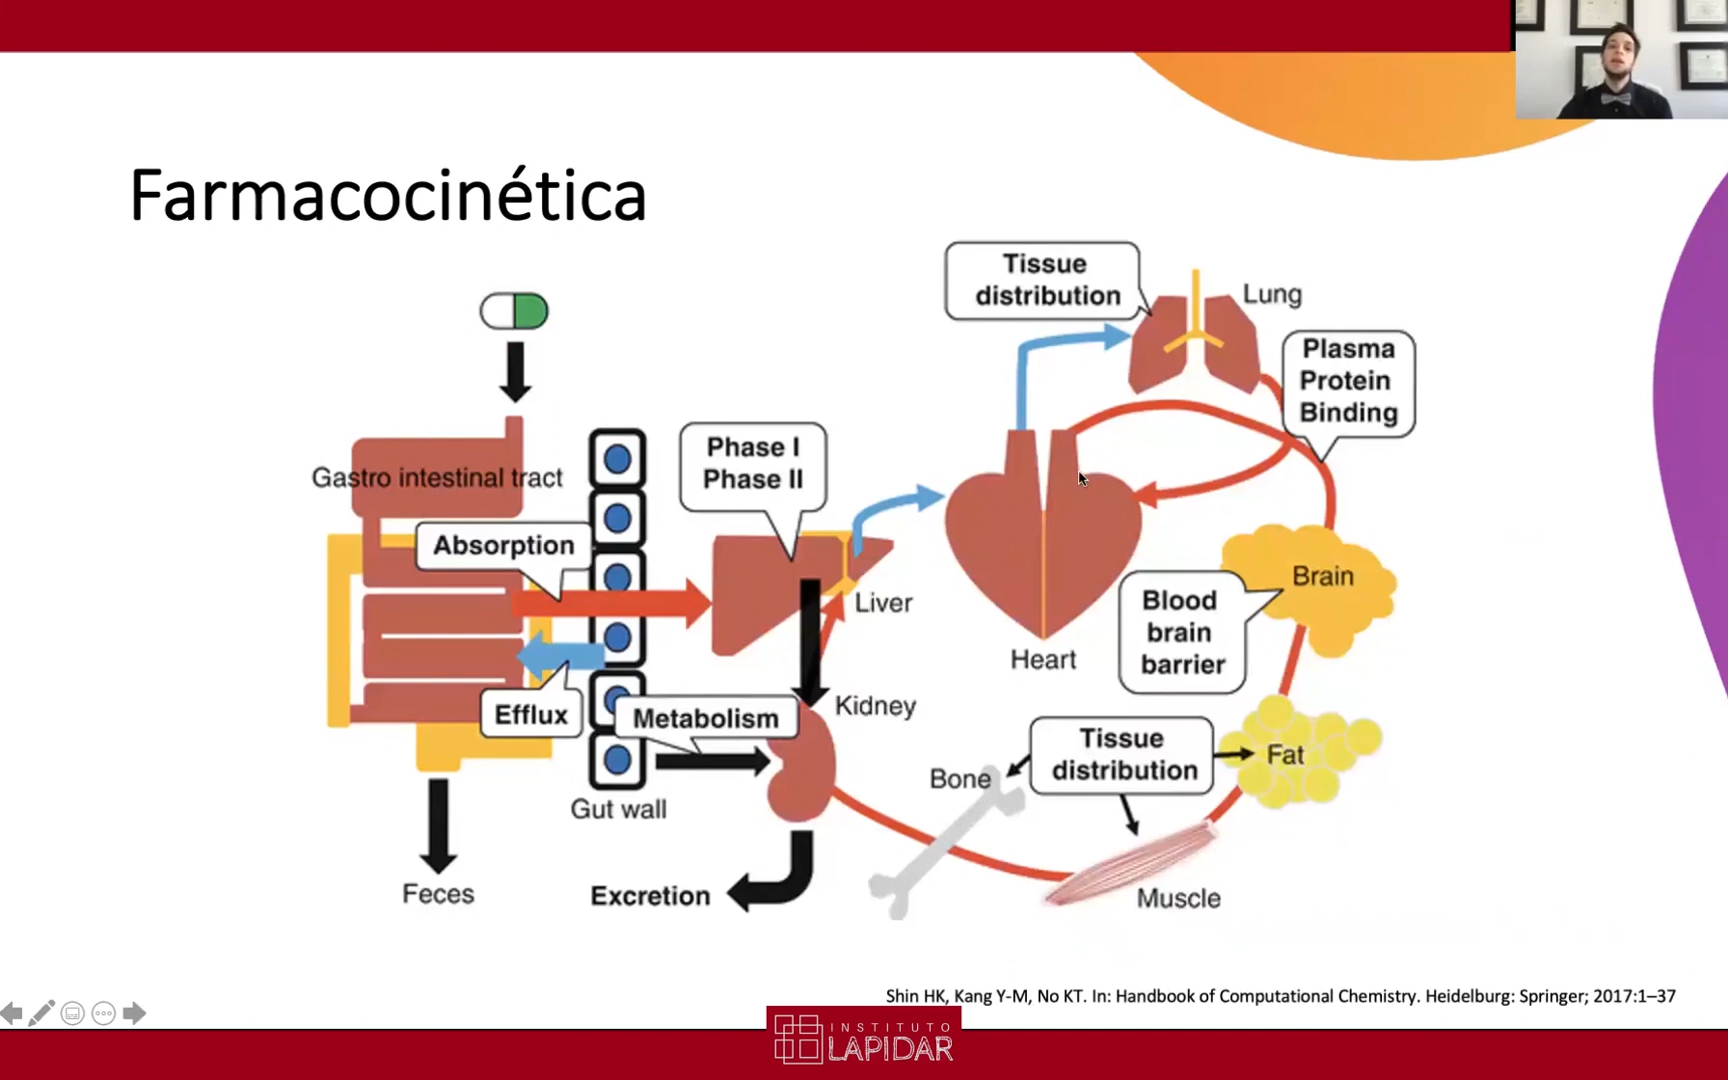 Farmacocinética
Tissue
distribution
Lung
Plasma
Protein
Binding
Phase I
Phase II
Gastro intestinal tract
Absorption
Liver
Brain
Blood
brain
barrier
Heart
Efflux
Metabolism
Kidney
Tissue
distribution
Fat
Bone
Gut wall
Feces
Excretion
Muscle
Shin HK, Kang Y-M, No KT. In: Handbook of Computational Chemistry. Heidelburg: Springer; 2017:1–37
INSTITUTO
LAPIDAR